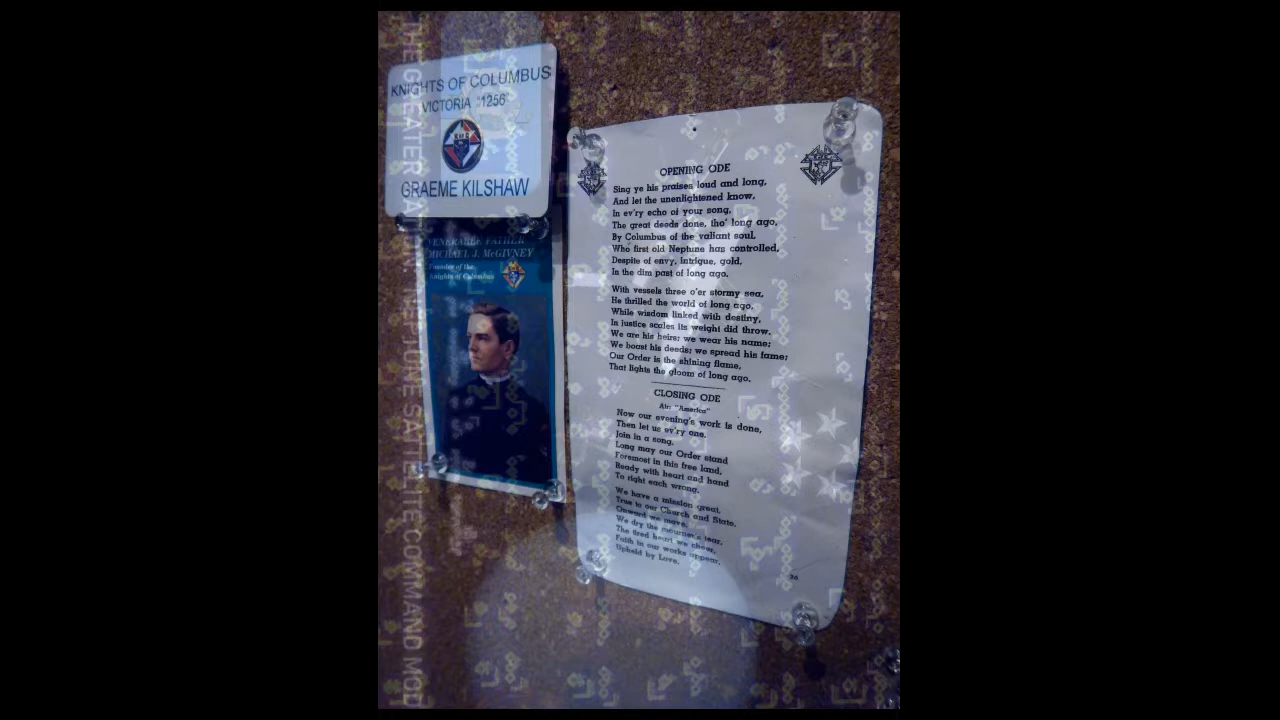 KNIGHTS OF COLUMBUS
VICTORIA "1256"
GRAEME KILSHAW
VENERABLE FATHER
MICHAEL J. McGIVNEY
Founder of the
Knights of Columbus
OPENING ODE
Sing ye his praises loud and long,
And let the unenlightened know,
In ev'ry echo of your song,
The great deeds done, tho' long ago,
By Columbus of the valiant soul,
Who first old Neptune has controlled,
Despite of envy, intrigue, gold,
In the dim past of long ago.
With vessels three o'er stormy sea,
He thrilled the world of long ago,
While wisdom linked with destiny,
In justice scales its weight did throw.
We are his heirs; we wear his name;
We boast his deeds; we spread his fame;
Our Order is the shining flame,
That lights the gloom of long ago.
CLOSING ODE
Air: "America"
Now our evening's work is done,
Then let us ev'ry one,
Join in a song,
Long may our Order stand
Foremost in this free land,
Ready with heart and hand
To right each wrong.
We have a mission great,
True to our Church and State,
Onward we move;
We dry the mourner's tear,
The tired heart we cheer,
Faith in our works appear,
Upheld by Love.
THE GREATER
SATTELITE COMMAND MOD